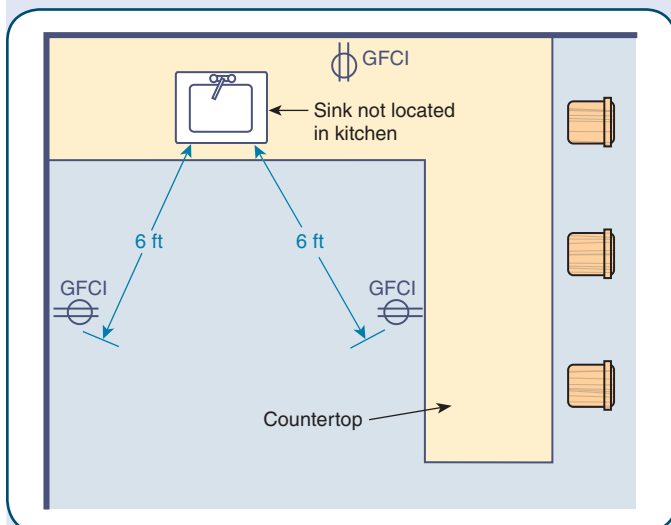 GFCI
Sink not located
in kitchen
6 ft
6 ft
GFCI
GFCI
Countertop